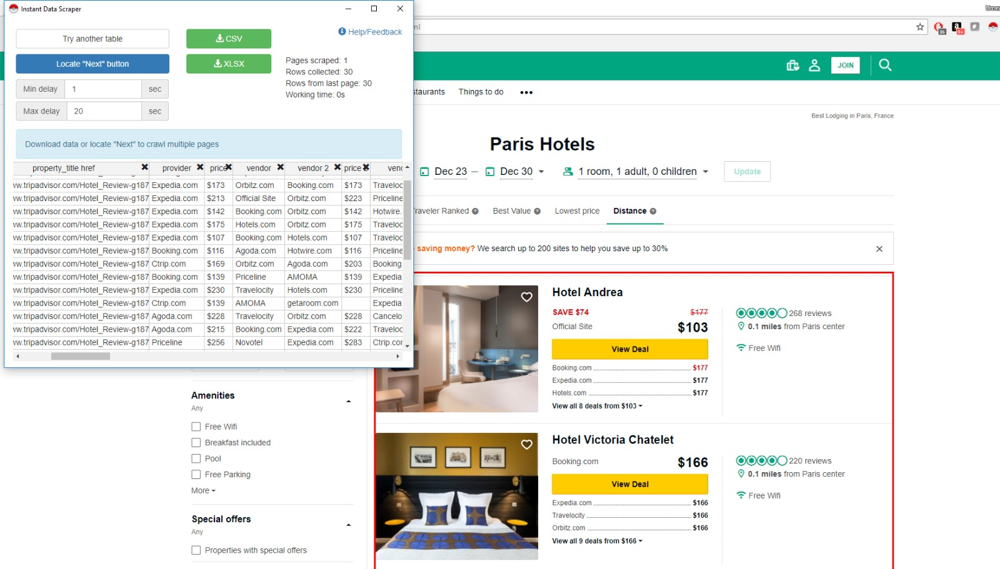 Instant Data Scraper
Try another table
CSV
Help/Feedback
Locate "Next" button
XLSX
Pages scraped: 1
Rows collected: 30
Rows from last page: 30
Working time: 0s
Min delay 1 sec
Max delay 20 sec
Download data or locate "Next" to crawl multiple pages
property_title href provider price vendor vendor 2 price
w.tripadvisor.com/Hotel_Review-g187 Expedia.com $173 Orbitz.com Booking.com $173 Travelocity
w.tripadvisor.com/Hotel_Review-g187 Expedia.com $213 Official Site Orbitz.com $223 Priceline
w.tripadvisor.com/Hotel_Review-g187 Expedia.com $142 Booking.com Orbitz.com $142 Hotwire.
w.tripadvisor.com/Hotel_Review-g187 Expedia.com $175 Hotels.com Orbitz.com $175 Traveloc
w.tripadvisor.com/Hotel_Review-g187 Expedia.com $107 Booking.com Hotels.com $107 Traveloc
w.tripadvisor.com/Hotel_Review-g187 Booking.com $116 Agoda.com Hotwire.com $116 Priceline
w.tripadvisor.com/Hotel_Review-g187 Ctrip.com $169 Orbitz.com Agoda.com $203 Booking
w.tripadvisor.com/Hotel_Review-g187 Booking.com $139 Priceline AMOMA $139 Expedia
w.tripadvisor.com/Hotel_Review-g187 Expedia.com $230 Travelocity Hotels.com $230 Priceline
w.tripadvisor.com/Hotel_Review-g187 Ctrip.com $139 AMOMA getaroom.com Expedia
w.tripadvisor.com/Hotel_Review-g187 Agoda.com $228 Travelocity Orbitz.com $228 Cancelo
w.tripadvisor.com/Hotel_Review-g187 Agoda.com $215 Booking.com Expedia.com $222 Traveloc
w.tripadvisor.com/Hotel_Review-g187 Priceline $256 Novotel Expedia.com $283 Ctrip.cor
36
9+
JOIN
staurants Things to do
Best Lodging in Paris, France
Paris Hotels
Dec 23 – Dec 30 1 room, 1 adult, 0 children Update
raveler Ranked Best Value Lowest price Distance
saving money? We search up to 200 sites to help you save up to 30%
Hotel Andrea
SAVE $74 $177
Official Site $103
View Deal
Booking.com $177
Expedia.com $177
Hotels.com $177
View all 8 deals from $103
268 reviews
0.1 miles from Paris center
Free Wifi
Hotel Victoria Chatelet
Booking.com $166
View Deal
Expedia.com $166
Travelocity $166
Orbitz.com $166
View all 9 deals from $166
220 reviews
0.1 miles from Paris center
Free Wifi
Amenities
Any
Free Wifi
Breakfast included
Pool
Free Parking
More
Special offers
Any
Properties with special offers